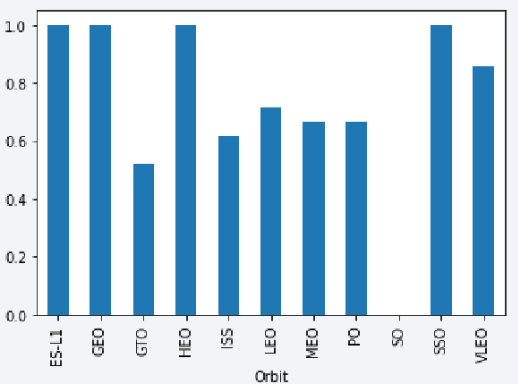 1.0
0.8
0.6
0.4
0.2
0.0
ES-L1
GEO
GTO
HEO
ISS
LEO
MEO
PO
SO
SSO
VLEO
Orbit